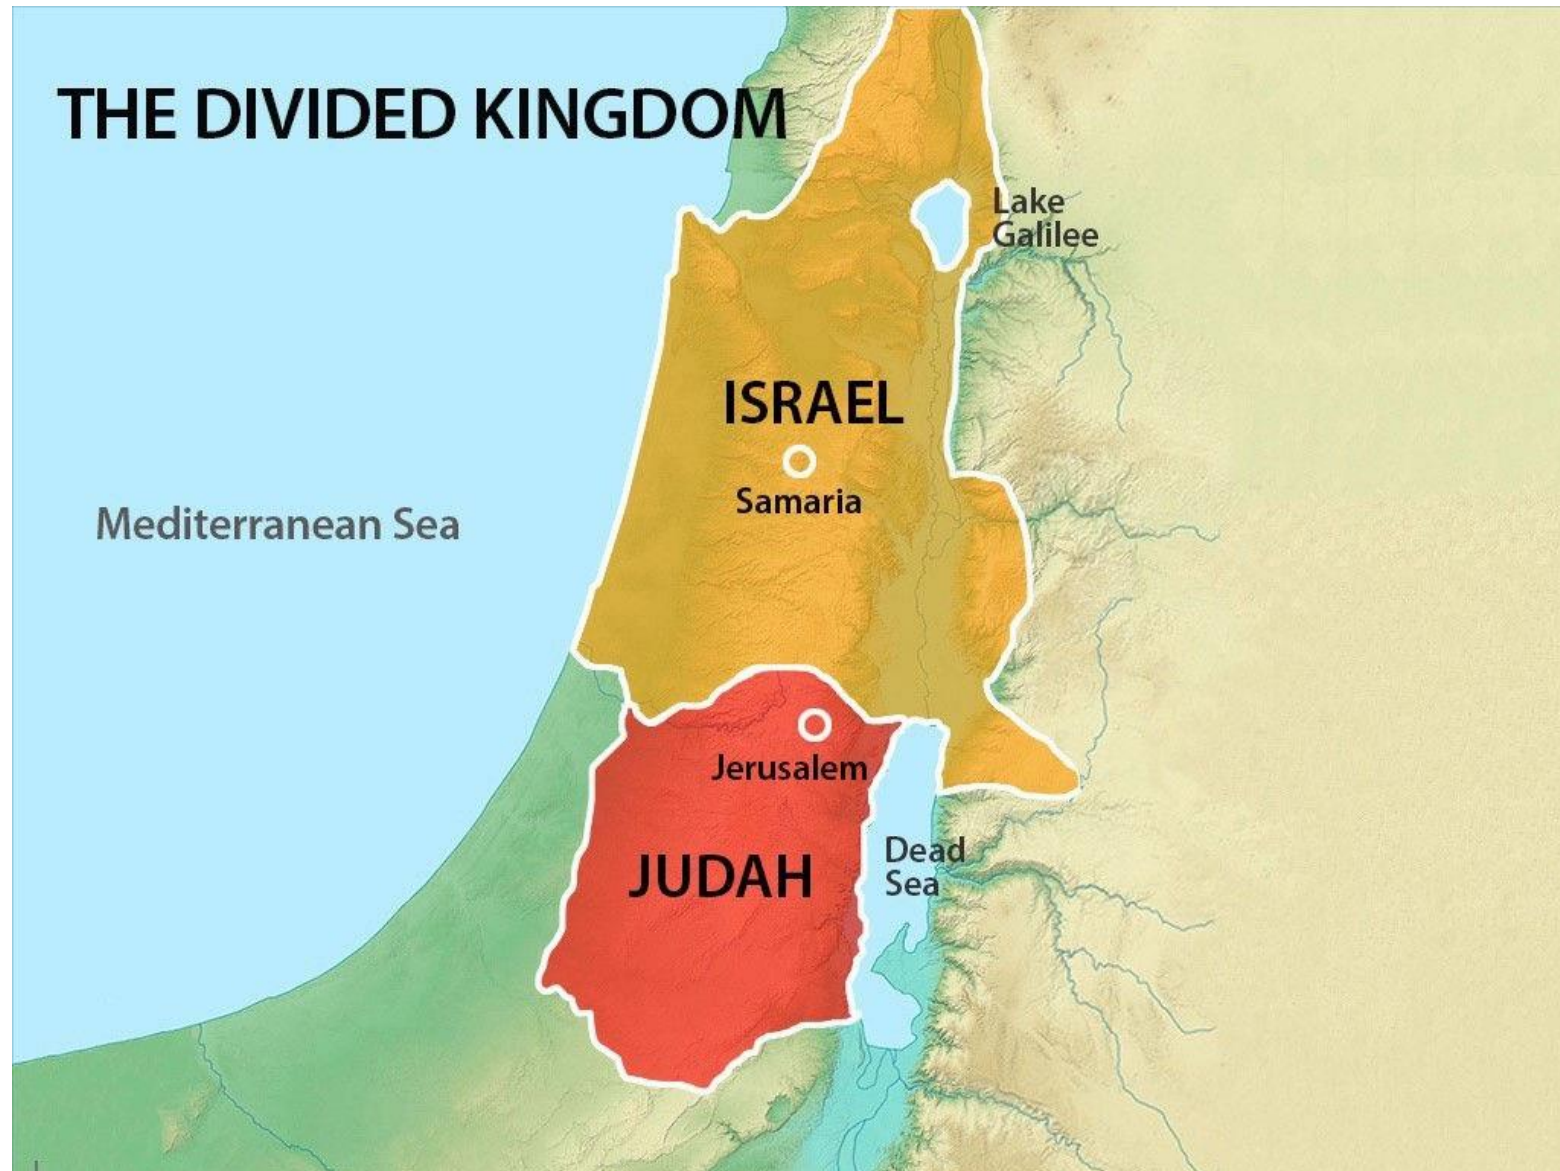 THE DIVIDED KINGDOM
Lake
Galilee
ISRAEL
Samaria
Mediterranean Sea
Jerusalem
Dead
Sea
JUDAH